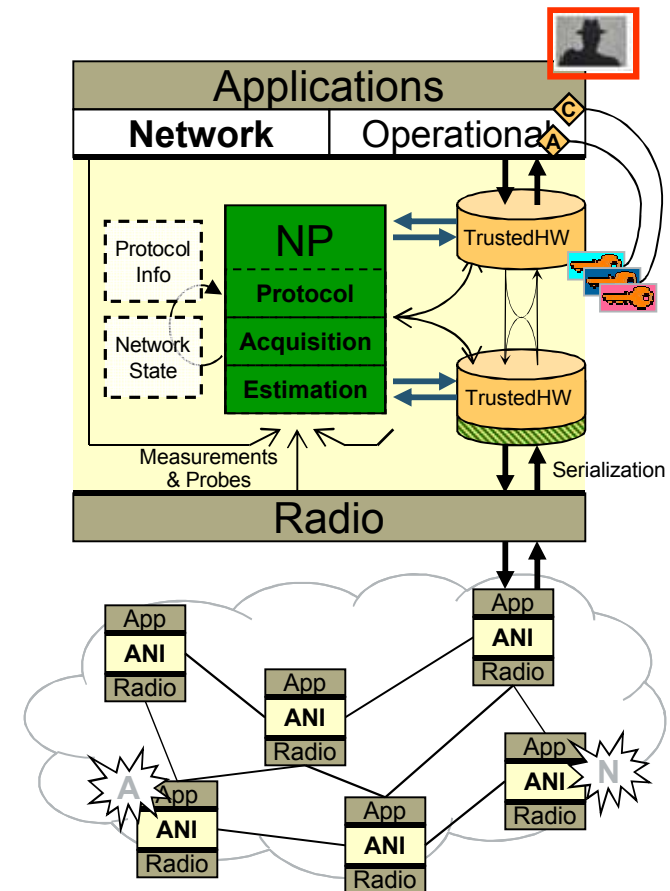 Applications
C
Network
Operational
A
NP
TrustedHW
Protocol
Info
Protocol
Acquisition
Network
State
Estimation
TrustedHW
Measurements
& Probes
Serialization
Radio
App
ANI
Radio
App
ANI
Radio
App
ANI
Radio
App
ANI
Radio
N
A
App
ANI
Radio
App
ANI
Radio